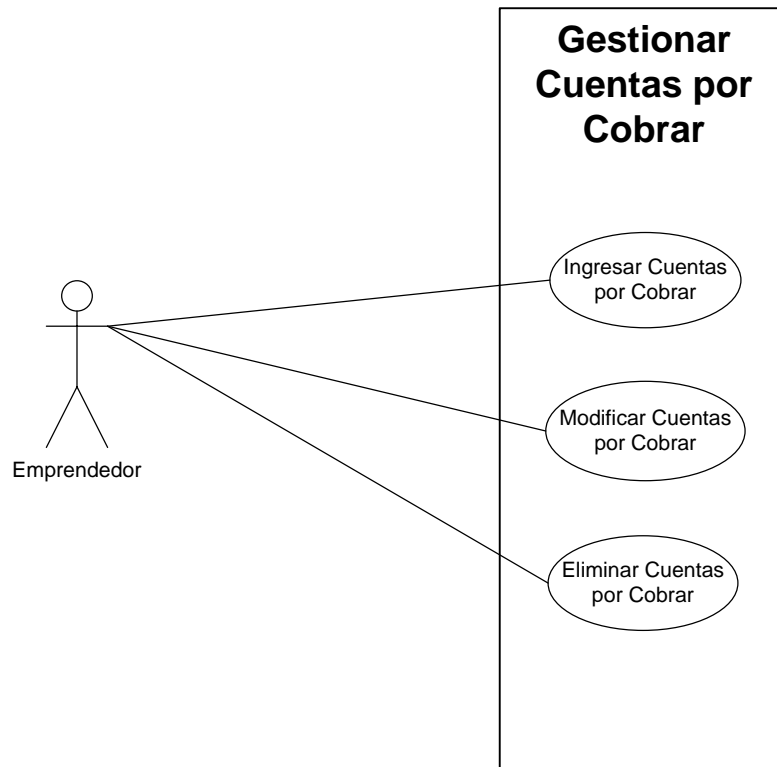 Gestionar
Cuentas por
Cobrar
Ingresar Cuentas
por Cobrar
Modificar Cuentas
por Cobrar
Emprendedor
Eliminar Cuentas
por Cobrar